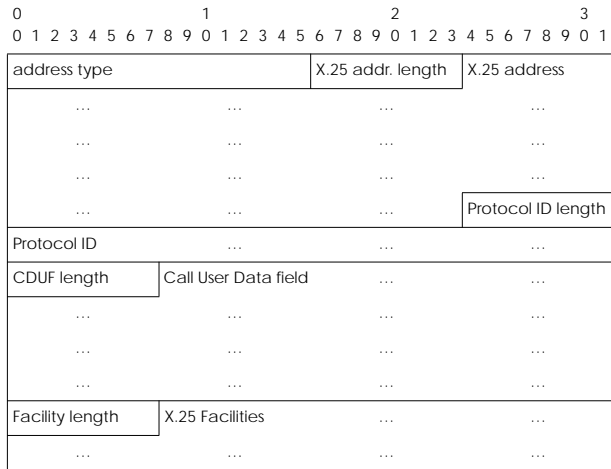 0 1 2 3
0 1 2 3 4 5 6 7 8 9 0 1 2 3 4 5 6 7 8 9 0 1 2 3 4 5 6 7 8 9 0 1
address type X.25 addr. length X.25 address
... ... ... ...
... ... ... ...
... ... ... ...
... ... ... Protocol ID length
Protocol ID ... ... ...
CDUF length Call User Data field ... ...
... ... ... ...
... ... ... ...
... ... ... ...
Facility length X.25 Facilities ... ...
... ... ... ...